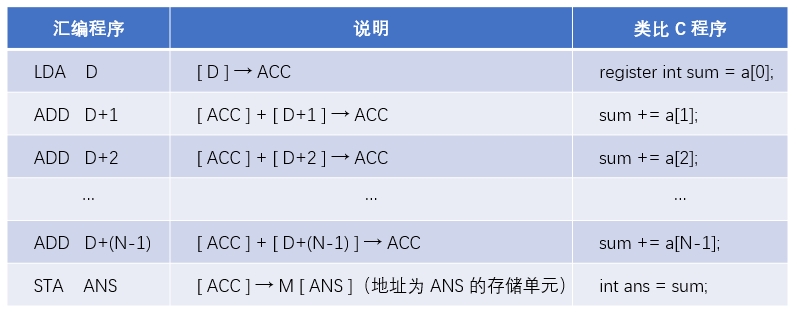 汇编程序 说明 类比 C 程序
LDA D [ D ] → ACC register int sum = a[0];
ADD D+1 [ ACC ] + [ D+1 ] → ACC sum += a[1];
ADD D+2 [ ACC ] + [ D+2 ] → ACC sum += a[2];
... ... ...
ADD D+(N-1) [ ACC ] + [ D+(N-1) ] → ACC sum += a[N-1];
STA ANS [ ACC ] → M [ ANS ]（地址为 ANS 的存储单元） int ans = sum;